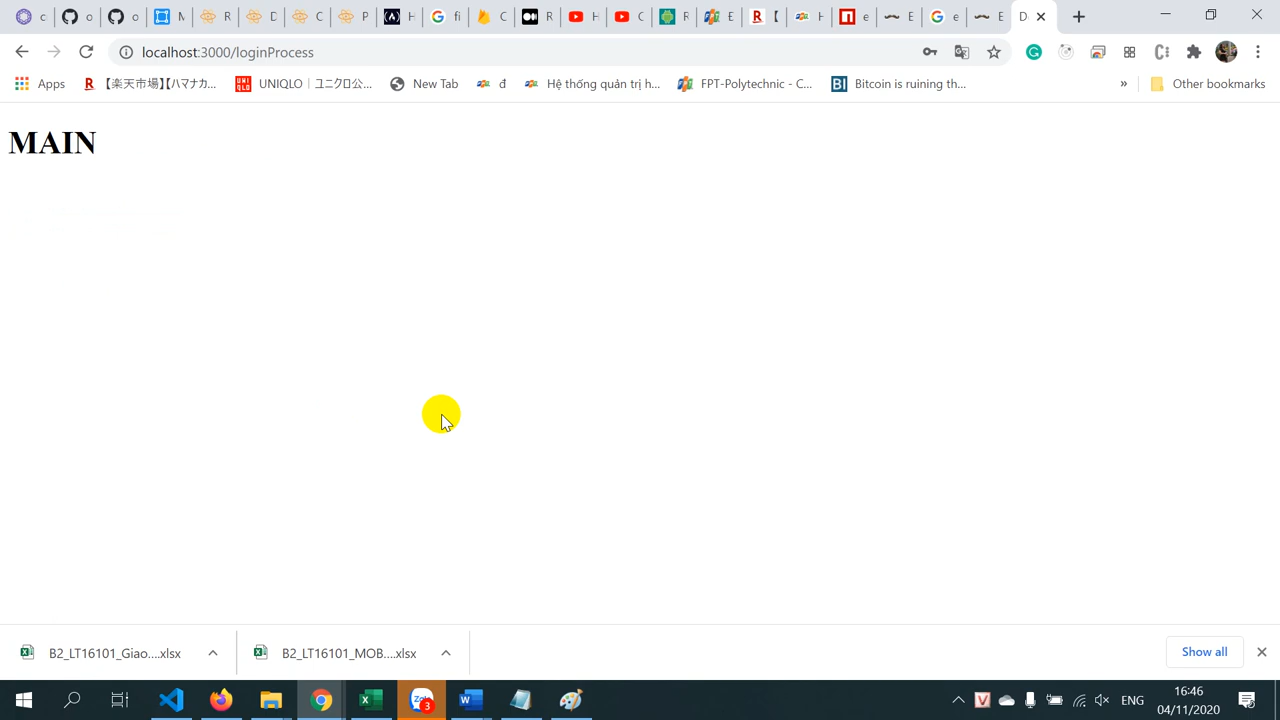 localhost:3000/loginProcess
Apps
【楽天市場】【ハマナカ...
UNIQLO｜ユニクロ公...
New Tab
đ
Hệ thống quản trị h...
FPT-Polytechnic - C...
Bitcoin is ruining th...
»
Other bookmarks
MAIN
B2_LT16101_Giao....xlsx
B2_LT16101_MOB....xlsx
Show all
3
ENG
16:46
04/11/2020